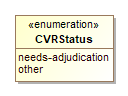 «enumeration»
CVRStatus
needs-adjudication
other